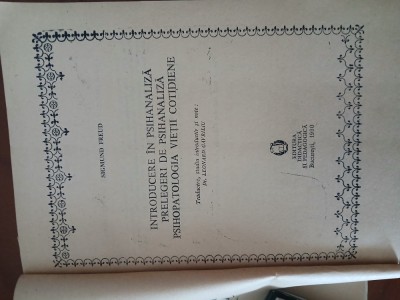 SIGMUND FREUD
INTRODUCERE ÎN PSIHANALIZĂ
PRELEGERI DE PSIHANALIZĂ
PSIHOPATOLOGIA VIEȚII COTIDIENE
Traducere, studiu introductiv și note:
Dr. LEONARD GAVRILIU
EDITURA
DIDACTICĂ
ȘI PEDAGOGICĂ
București, 1990